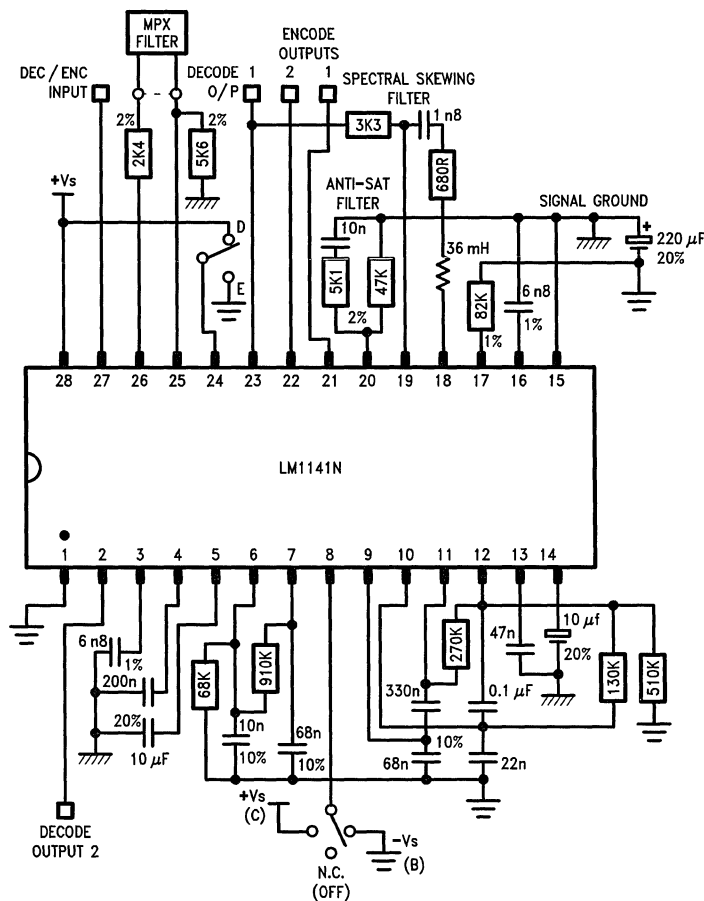 MPX
FILTER
ENCODE
OUTPUTS
DEC/ENC
INPUT
DECODE
O/P
1
2
1
SPECTRAL SKEWING
FILTER
2%
2K4
2%
5K6
3K3
1 n8
680R
+Vs
D
E
ANTI-SAT
FILTER
10n
5K1
47K
2%
36 mH
SIGNAL GROUND
+
220 µF
20%
82K
1%
6 n8
1%
28
27
26
25
24
23
22
21
20
19
18
17
16
15
LM1141N
1
2
3
4
5
6
7
8
9
10
11
12
13
14
6 n8
1%
200n
20%
10 µF
68K
910K
10n
10%
68n
10%
270K
330n
0.1 µF
10%
68n
22n
47n
10 µf
20%
130K
510K
DECODE
OUTPUT 2
+Vs
(C)
-Vs
(B)
N.C.
(OFF)